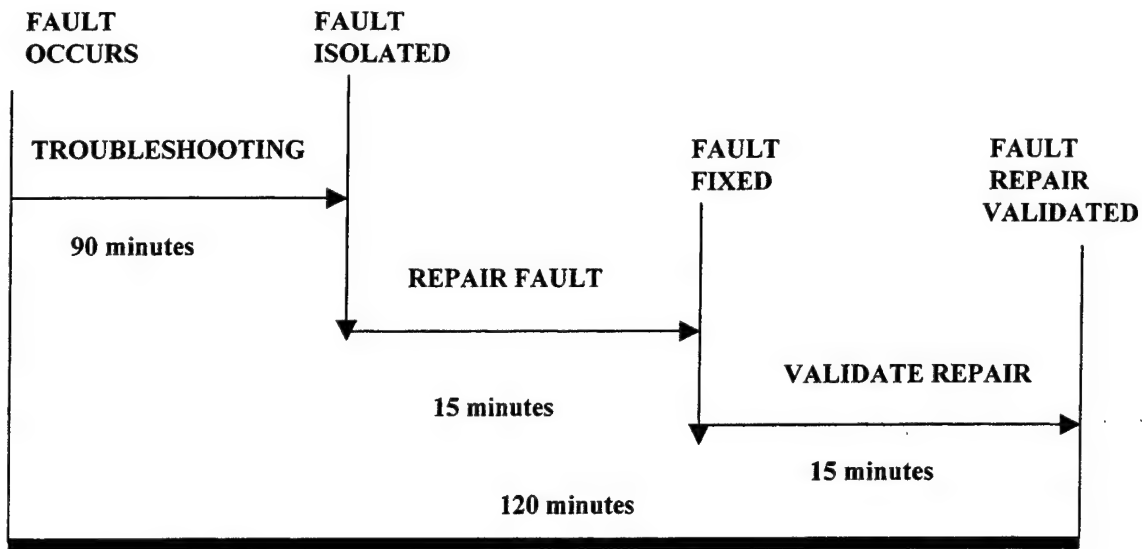 FAULT
OCCURS
FAULT
ISOLATED
TROUBLESHOOTING
90 minutes
FAULT
FIXED
FAULT
REPAIR
VALIDATED
REPAIR FAULT
15 minutes
VALIDATE REPAIR
15 minutes
120 minutes